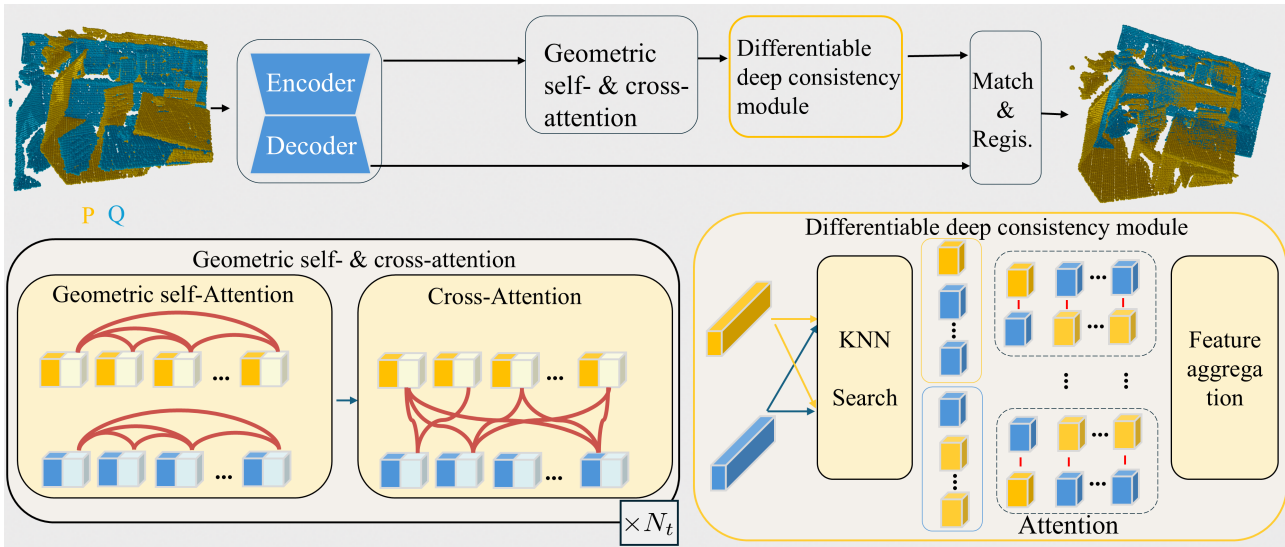 Encoder
Decoder
Geometric
self- & cross-
attention
Differentiable
deep consistency
module
Match
&
Regis.
P Q
Geometric self- & cross-attention
Geometric self-Attention
...
...
Cross-Attention
...
...
× N_t
Differentiable deep consistency module
KNN
Search
Feature
aggrega
tion
Attention